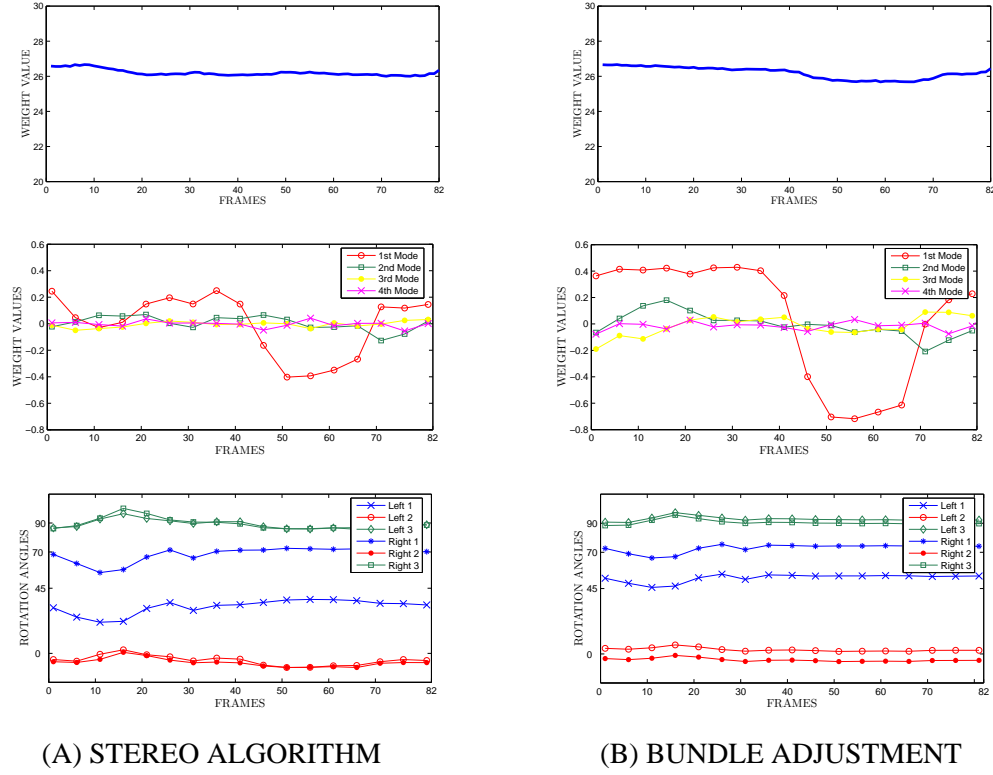 30
28
26
24
22
20
WEIGHT VALUE
0 10 20 30 40 50 60 70 82
FRAMES
30
28
26
24
22
20
WEIGHT VALUE
0 10 20 30 40 50 60 70 82
FRAMES
0.6
0.4
0.2
0
−0.2
−0.4
−0.6
−0.8
WEIGHT VALUES
1st Mode
2nd Mode
3rd Mode
4th Mode
0 10 20 30 40 50 60 70 82
FRAMES
0.6
0.4
0.2
0
−0.2
−0.4
−0.6
−0.8
WEIGHT VALUES
1st Mode
2nd Mode
3rd Mode
4th Mode
0 10 20 30 40 50 60 70 82
FRAMES
90
70
45
0
ROTATION ANGLES
Left 1
Left 2
Left 3
Right 1
Right 2
Right 3
0 10 20 30 40 50 60 70 82
FRAMES
90
70
45
0
ROTATION ANGLES
Left 1
Left 2
Left 3
Right 1
Right 2
Right 3
0 10 20 30 40 50 60 70 82
FRAMES
(A) STEREO ALGORITHM
(B) BUNDLE ADJUSTMENT